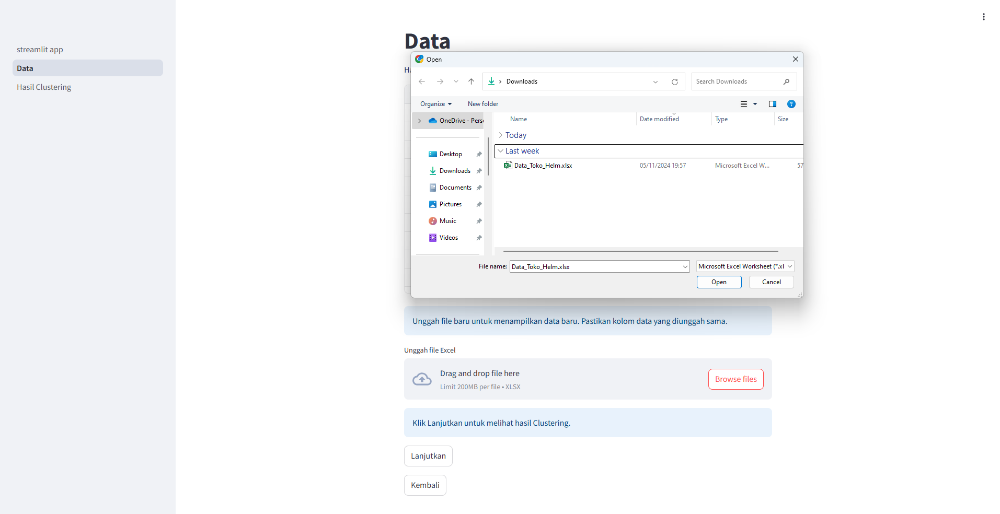 streamlit app
Data
Hasil Clustering
Data
Open
Downloads
Search Downloads
Organize
New folder
OneDrive - Pers
Desktop
Downloads
Documents
Pictures
Music
Videos
Name
Date modified
Type
Size
Today
Last week
Data_Toko_Helm.xlsx
05/11/2024 19:57
Microsoft Excel W...
57
File name:
Data_Toko_Helm.xlsx
Microsoft Excel Worksheet (*.xl
Open
Cancel
Unggah file baru untuk menampilkan data baru. Pastikan kolom data yang diunggah sama.
Unggah file Excel
Drag and drop file here
Limit 200MB per file • XLSX
Browse files
Klik Lanjutkan untuk melihat hasil Clustering.
Lanjutkan
Kembali